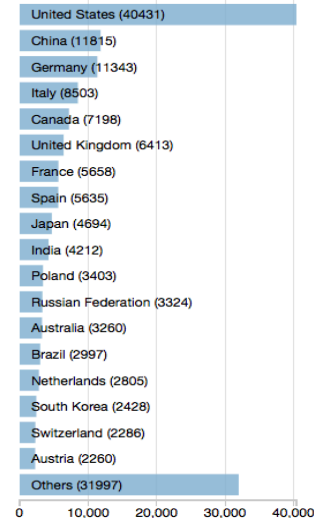 United States (40431)
China (11815)
Germany (11343)
Italy (8503)
Canada (7198)
United Kingdom (6413)
France (5658)
Spain (5635)
Japan (4694)
India (4212)
Poland (3403)
Russian Federation (3324)
Australia (3260)
Brazil (2997)
Netherlands (2805)
South Korea (2428)
Switzerland (2286)
Austria (2260)
Others (31997)
0 10,000 20,000 30,000 40,000